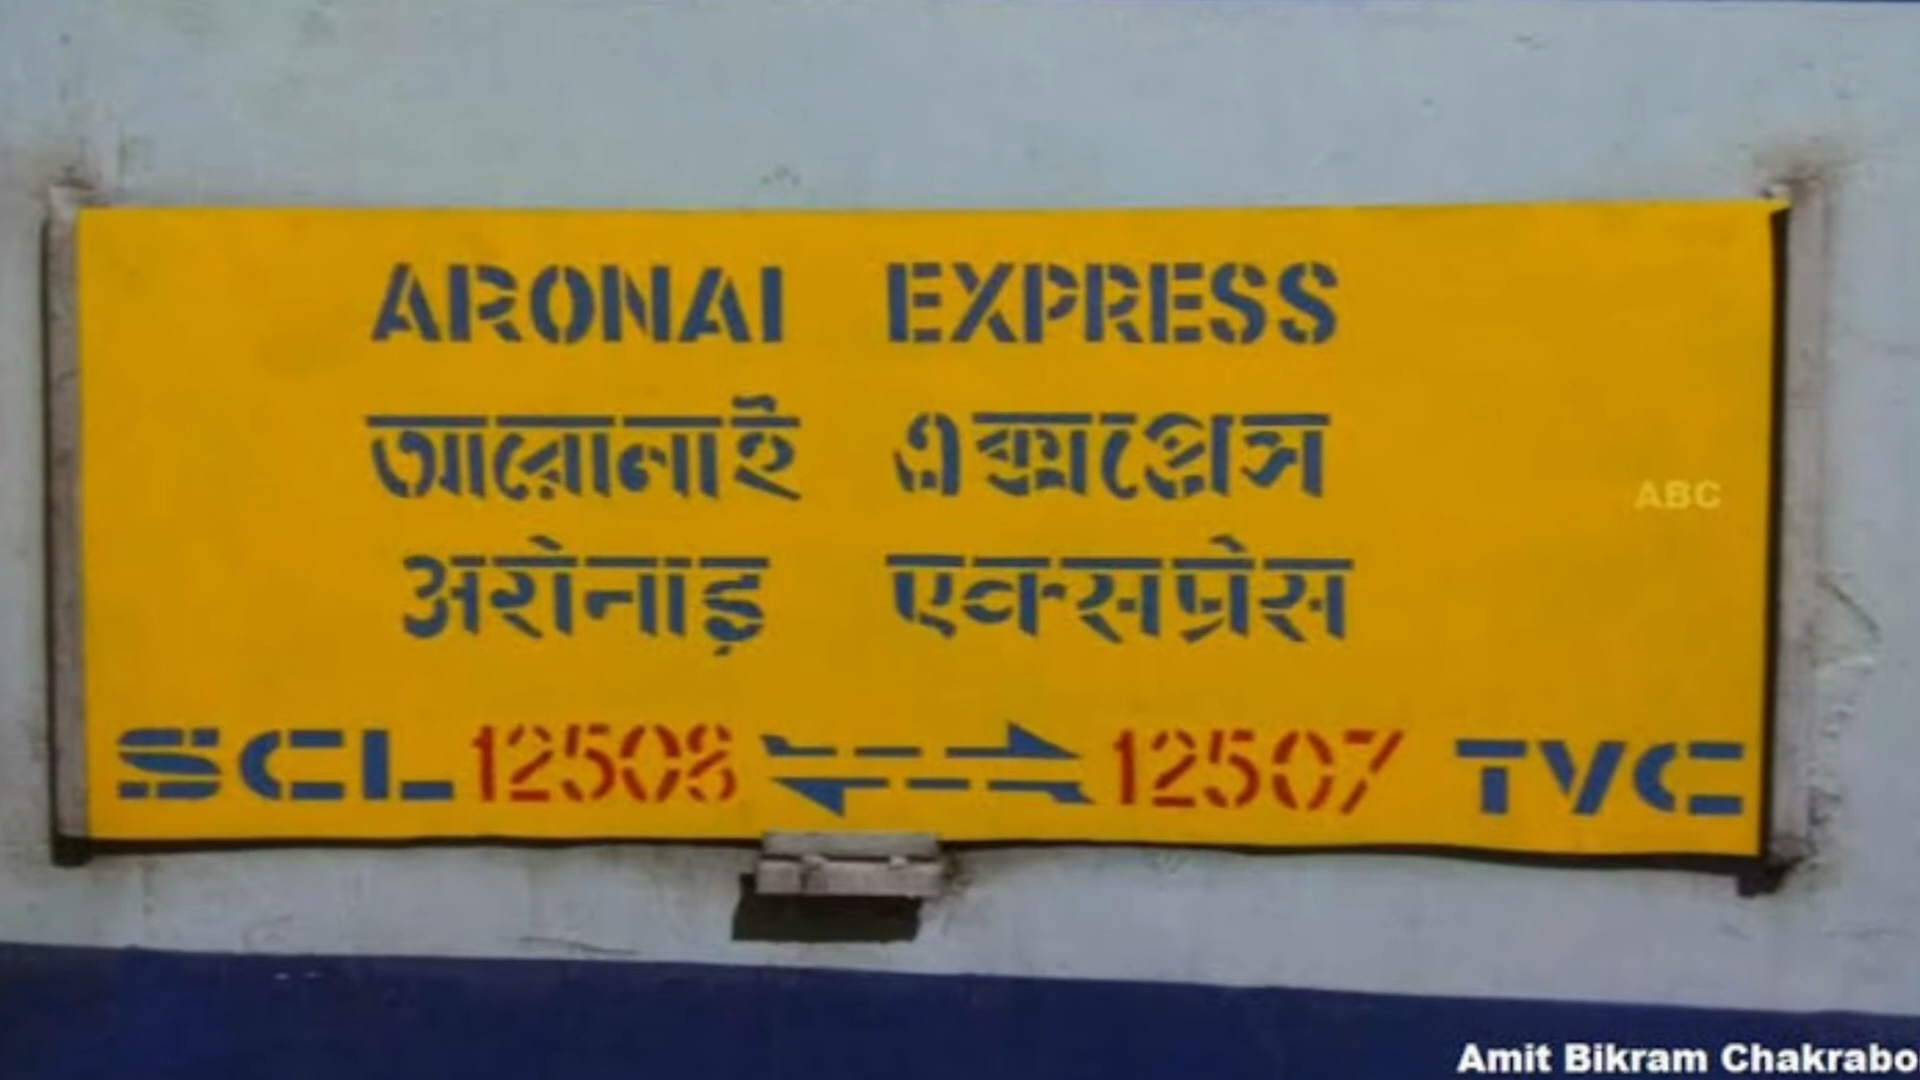 ARONAI EXPRESS
আরোনাই এক্সপ্রেস
अरोनाइ एक्सप्रेस
ABC
SCL 12508 12507 TVC
Amit Bikram Chakrabo